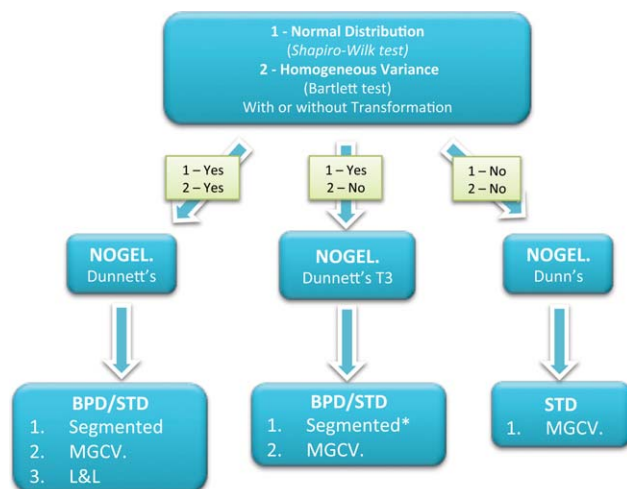 1 - Normal Distribution
(Shapiro-Wilk test)
2 - Homogeneous Variance
(Bartlett test)
With or without Transformation
1 – Yes
2 – Yes
1 – Yes
2 – No
1 – No
2 – No
NOGEL.
Dunnett's
NOGEL.
Dunnett's T3
NOGEL.
Dunn's
BPD/STD
1. Segmented
2. MGCV.
3. L&L
BPD/STD
1. Segmented*
2. MGCV.
STD
1. MGCV.